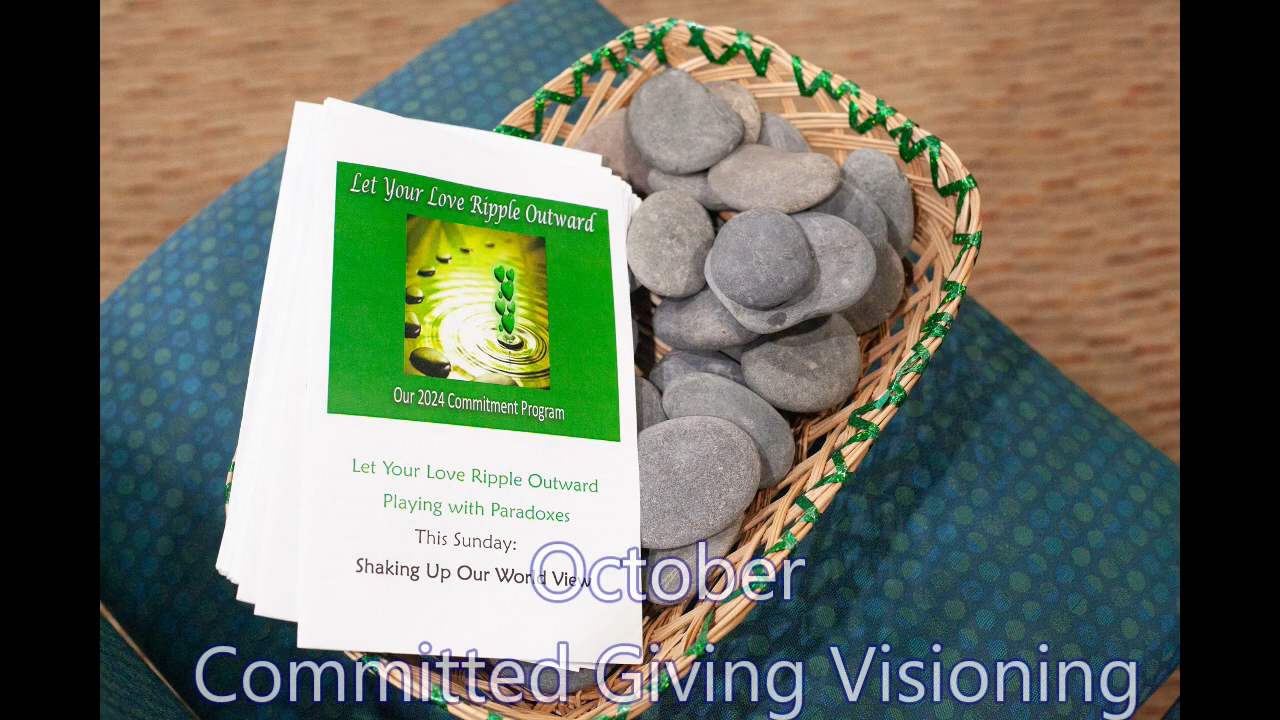 Let Your Love Ripple Outward
Our 2024 Commitment Program
Let Your Love Ripple Outward
Playing with Paradoxes
This Sunday:
Shaking Up Our World View
October
Committed Giving Visioning